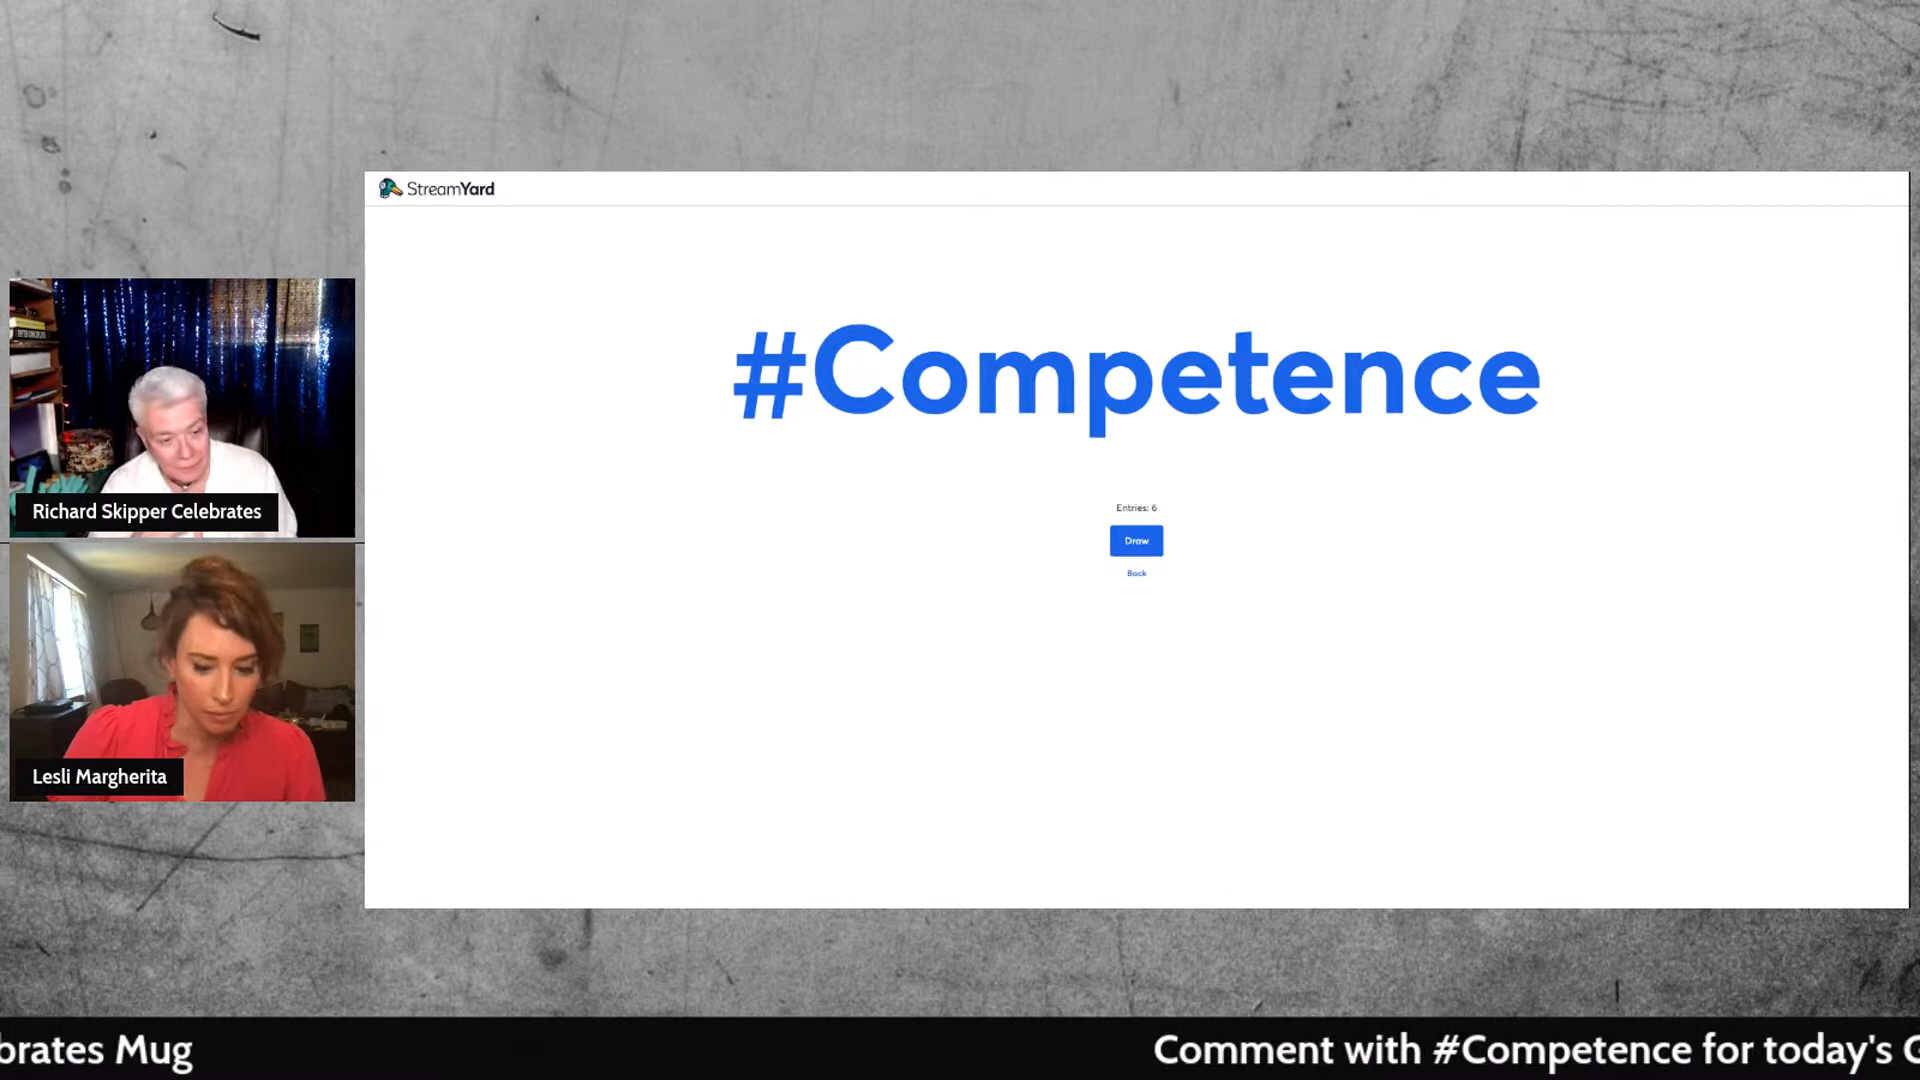 StreamYard
#Competence
Entries: 6
Draw
Back
Richard Skipper Celebrates
Lesli Margherita
brates Mug
Comment with #Competence for today's G